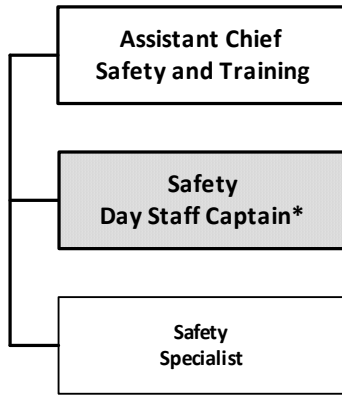 Assistant Chief
Safety and Training
Safety
Day Staff Captain*
Safety
Specialist